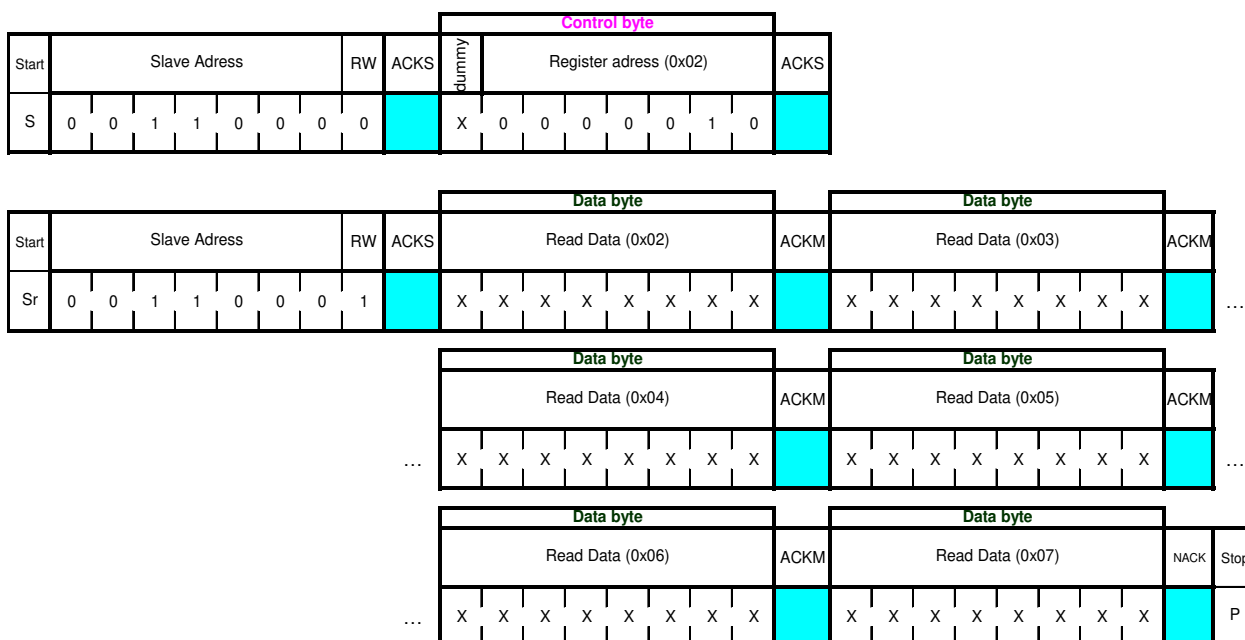 Control byte
Start Slave Adress RW ACKS dummy Register adress (0x02) ACKS
S 0 0 1 1 0 0 0 0 X 0 0 0 0 0 1 0
Data byte Data byte
Start Slave Adress RW ACKS Read Data (0x02) ACKM Read Data (0x03) ACKM
Sr 0 0 1 1 0 0 0 1 X X X X X X X X X X X X X X X X …
Data byte Data byte
Read Data (0x04) ACKM Read Data (0x05) ACKM
… X X X X X X X X X X X X X X X X …
Data byte Data byte
Read Data (0x06) ACKM Read Data (0x07) NACK Stop
… X X X X X X X X X X X X X X X X P